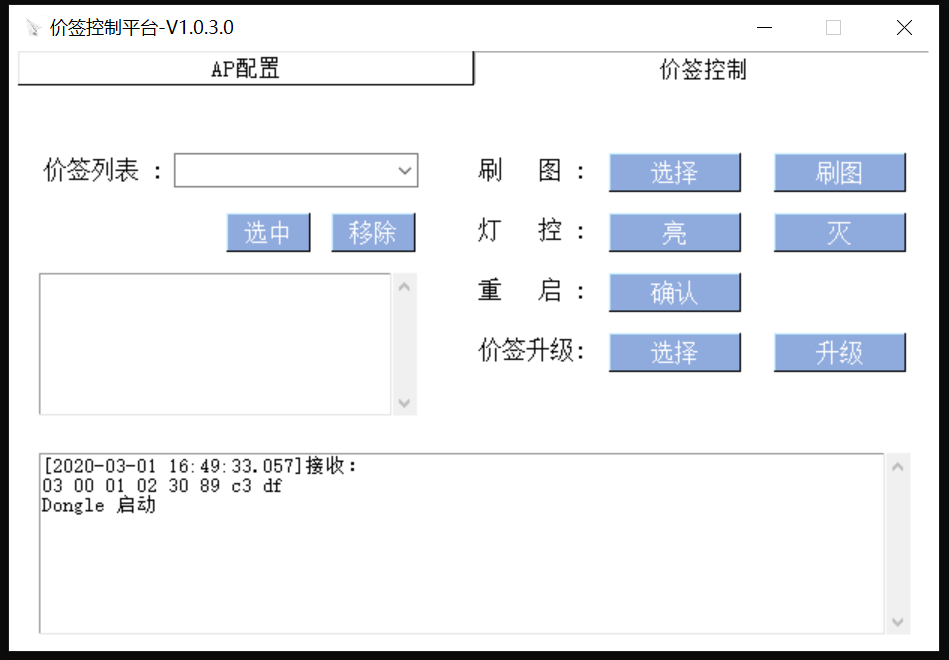 价签控制平台-V1.0.3.0
AP配置 价签控制
价签列表 :
选中 移除
刷 图 : 选择 刷图
灯 控 : 亮 灭
重 启 : 确认
价签升级: 选择 升级
[2020-03-01 16:49:33.057]接收:
03 00 01 02 30 89 c3 df
Dongle 启动